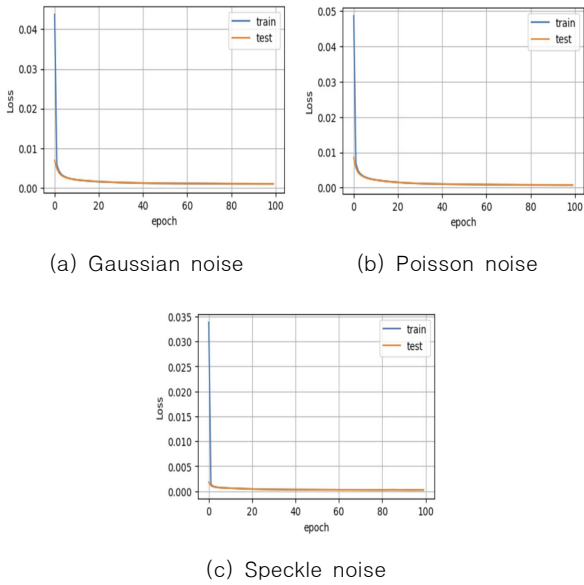 train
test
0.04
0.03
0.02
0.01
0.00
Loss
0 20 40 60 80 100
epoch
(a) Gaussian noise
train
test
0.05
0.04
0.03
0.02
0.01
0.00
Loss
0 20 40 60 80 100
epoch
(b) Poisson noise
train
test
0.035
0.030
0.025
0.020
0.015
0.010
0.005
0.000
Loss
0 20 40 60 80 100
epoch
(c) Speckle noise